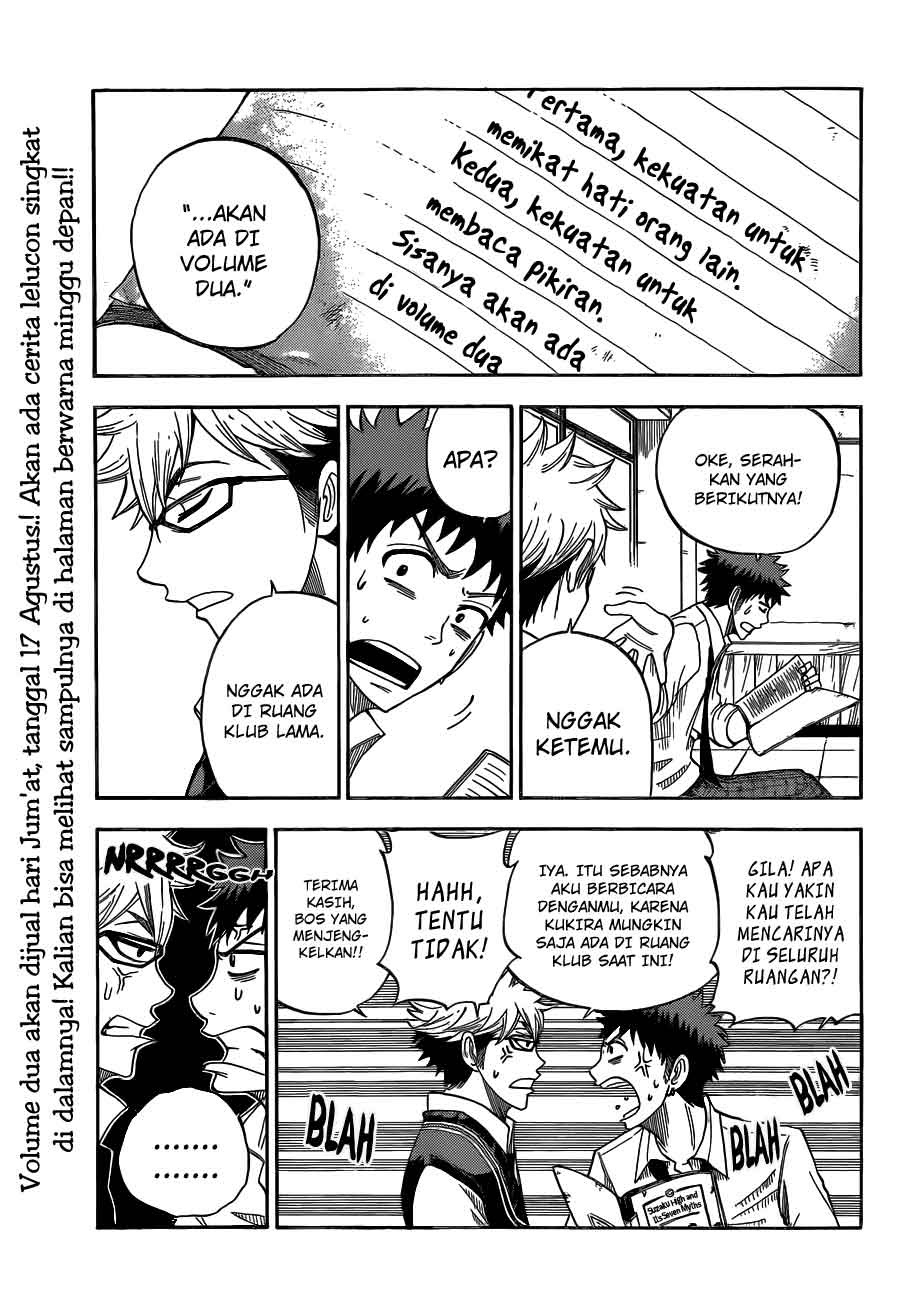 Volume dua akan dijual hari Jum'at, tanggal 17 Agustus.! Akan ada cerita lelucon singkat
di dalamnya! Kalian bisa melihat sampulnya di halaman berwarna minggu depan!!
Pertama, kekuatan untuk
memikat hati orang lain.
Kedua, kekuatan untuk
membaca pikiran.
Sisanya akan ada
di volume dua
"...AKAN
ADA DI
VOLUME
DUA."
OKE, SERAH-
KAN YANG
BERIKUTNYA!
NGGAK
KETEMU.
APA?
NGGAK ADA
DI RUANG
KLUB LAMA.
GILA! APA
KAU YAKIN
KAU TELAH
MENCARINYA
DI SELURUH
RUANGAN?!
IYA. ITU SEBABNYA
AKU BERBICARA
DENGANMU, KARENA
KUKIRA MUNGKIN
SAJA ADA DI RUANG
KLUB SAAT INI!
HAHH,
TENTU
TIDAK!
TERIMA
KASIH,
BOS YANG
MENJENG-
KELKAN!!
BLAH
BLAH
BLAH
Suzaku High and
Its Seven Myths
NRRRRGGH
.......
.......